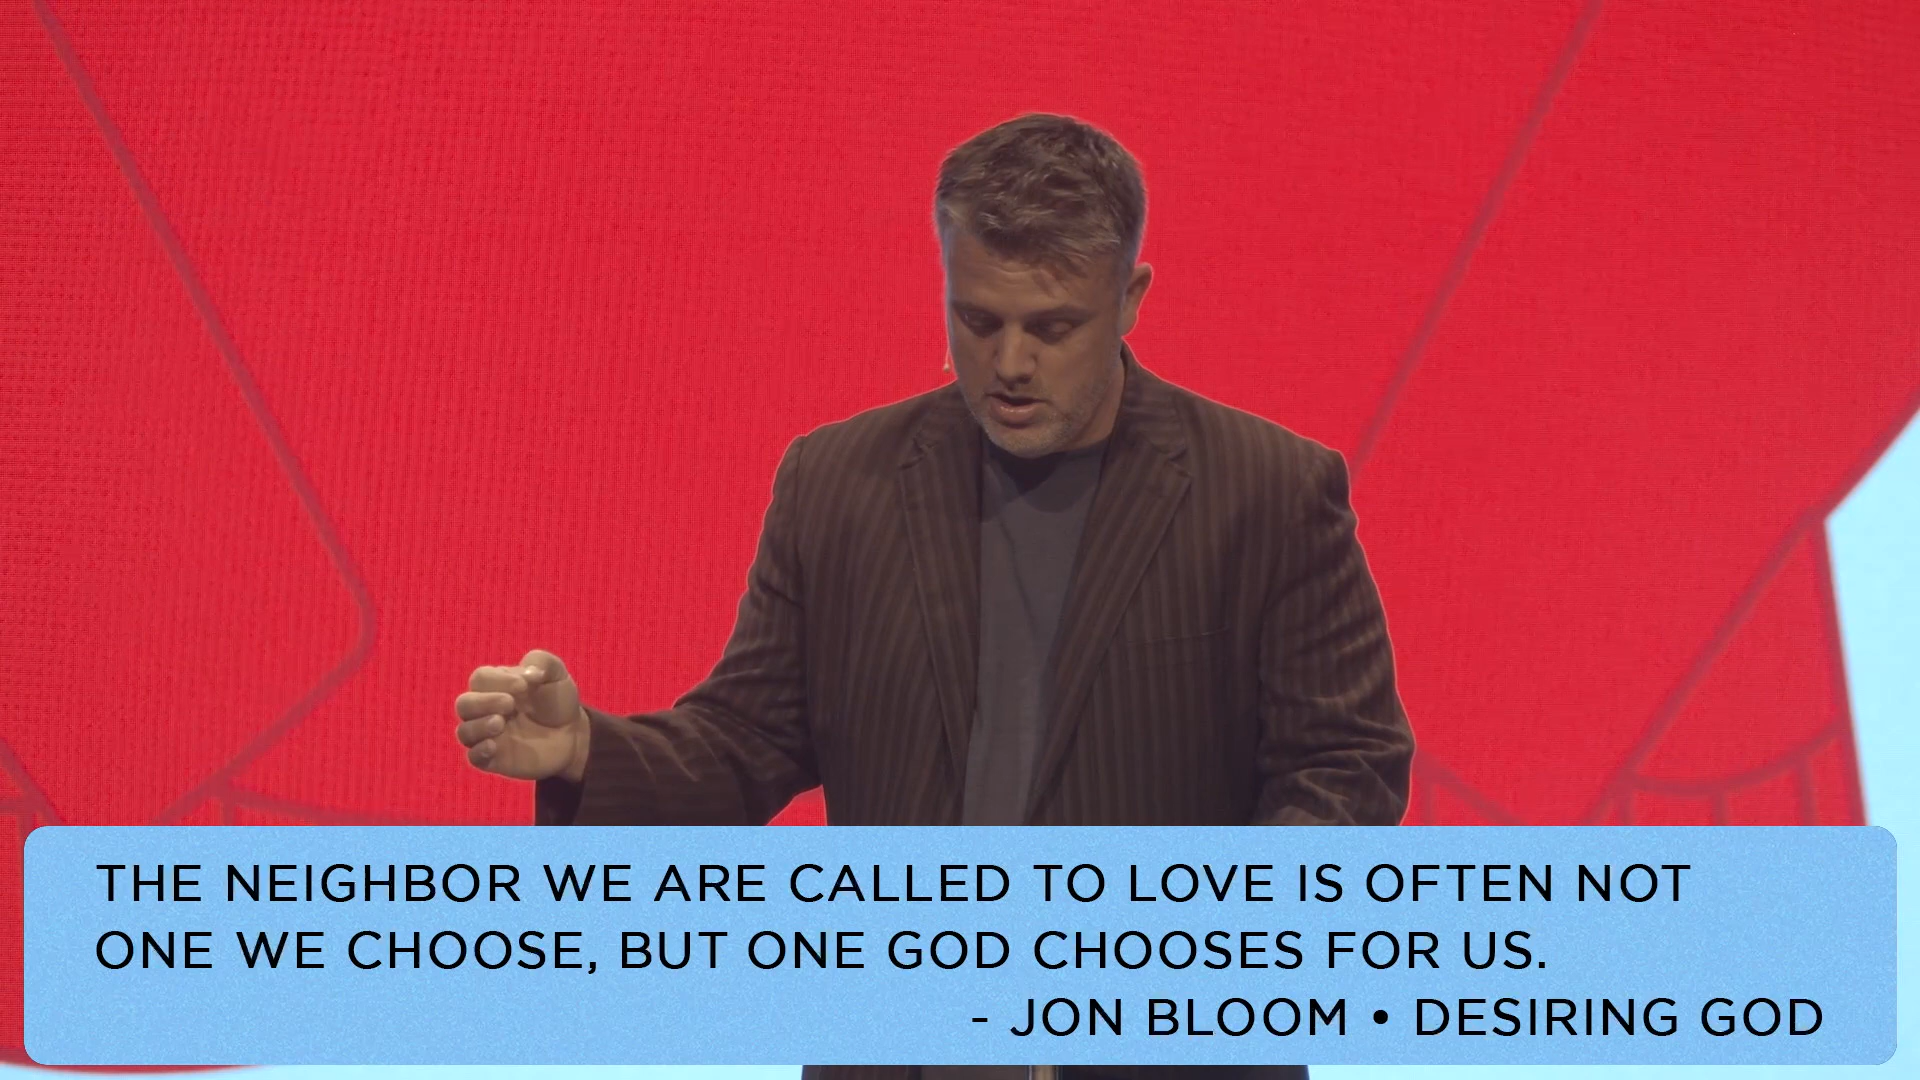 THE NEIGHBOR WE ARE CALLED TO LOVE IS OFTEN NOT
ONE WE CHOOSE, BUT ONE GOD CHOOSES FOR US.
- JON BLOOM • DESIRING GOD